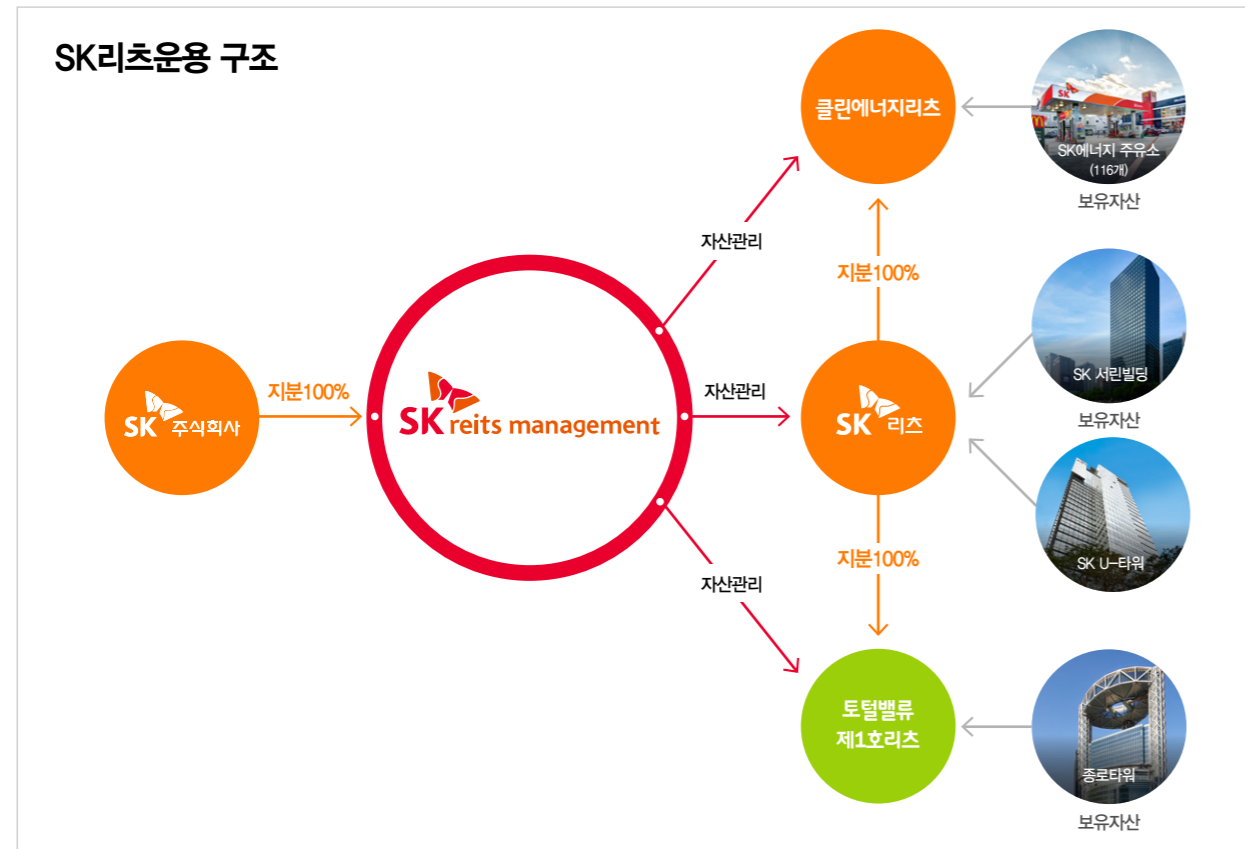 SK리츠운용 구조
클린에너지리츠
SK
SK에너지 주유소
(116개)
보유자산
자산관리
지분100%
SK 서린빌딩
보유자산
지분100%
자산관리
SK 주식회사
SK reits management
SK 리츠
SK U-타워
지분100%
자산관리
토털밸류
제1호리츠
종로타워
보유자산